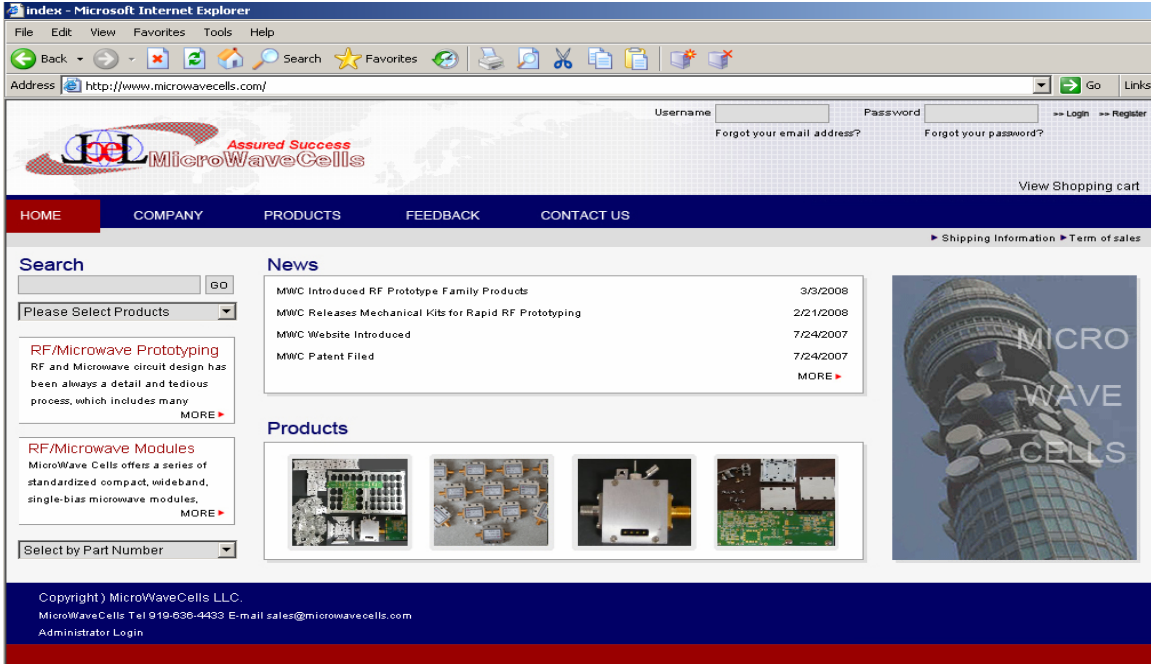 index - Microsoft Internet Explorer
File Edit View Favorites Tools Help
Back Search Favorites
Address http://www.microwavecells.com/ Go Links
Username Password >> Login >> Register
Forgot your email address? Forgot your password?
Assured Success
MicroWaveCells
View Shopping cart
HOME COMPANY PRODUCTS FEEDBACK CONTACT US
Shipping Information Term of sales
Search
GO
Please Select Products
RF/Microwave Prototyping
RF and Microwave circuit design has
been always a detail and tedious
process, which includes many
MORE
RF/Microwave Modules
MicroWave Cells offers a series of
standardized compact, wideband,
single-bias microwave modules,
MORE
Select by Part Number
News
MWC Introduced RF Prototype Family Products 3/3/2008
MWC Releases Mechanical Kits for Rapid RF Prototyping 2/21/2008
MWC Website Introduced 7/24/2007
MWC Patent Filed 7/24/2007
MORE
Products
MICRO
WAVE
CELLS
Copyright ) MicroWaveCells LLC.
MicroWaveCells Tel 919-636-4433 E-mail sales@microwavecells.com
Administrator Login